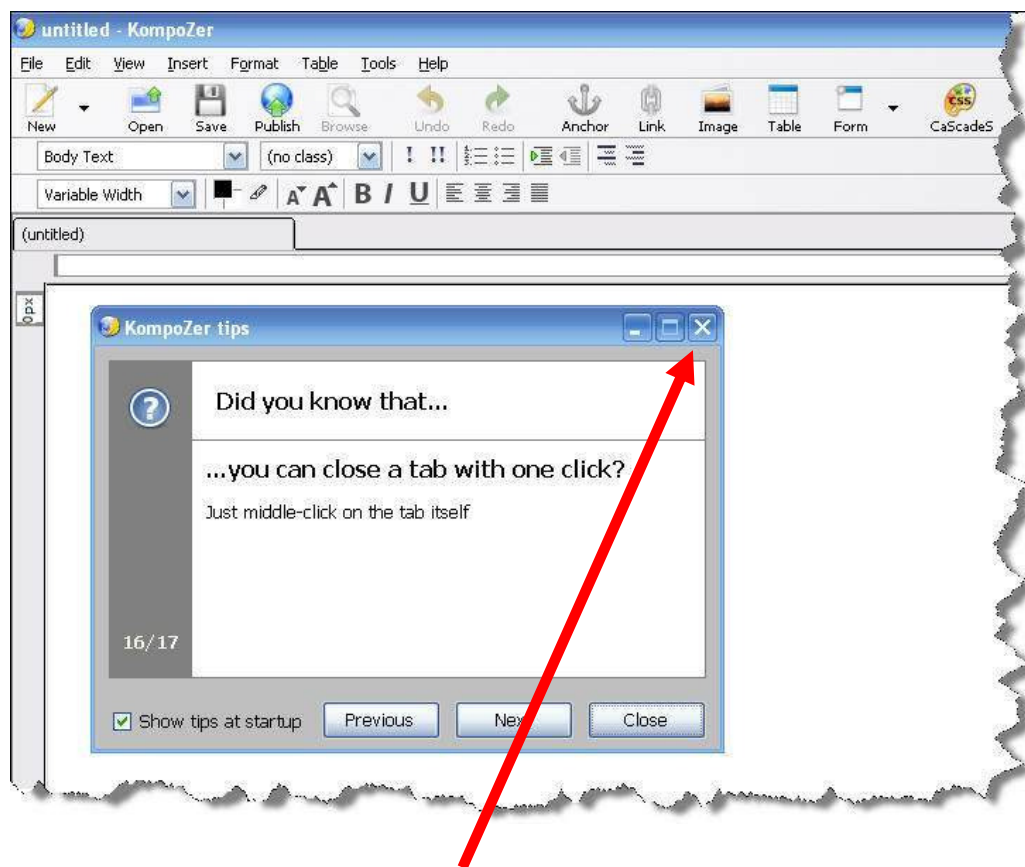 untitled - KompoZer
File Edit View Insert Format Table Tools Help
New Open Save Publish Browse Undo Redo Anchor Link Image Table Form CaScadeS
Body Text (no class) ! !!
Variable Width A A B I U
(untitled)
0px
KompoZer tips
Did you know that...
...you can close a tab with one click?
Just middle-click on the tab itself
16/17
Show tips at startup Previous Next Close